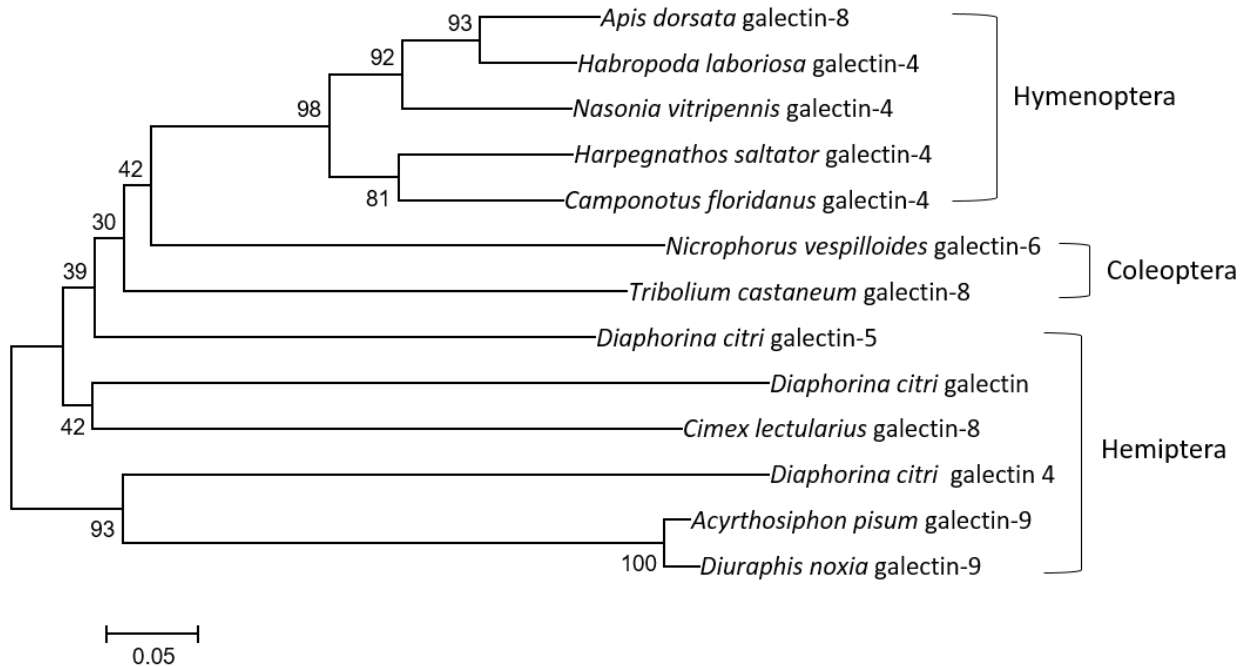 93
Apis dorsata galectin-8
Habropoda laboriosa galectin-4
92
Nasonia vitripennis galectin-4
Hymenoptera
98
Harpegnathos saltator galectin-4
81
Camponotus floridanus galectin-4
42
Nicrophorus vespilloides galectin-6
Coleoptera
30
Tribolium castaneum galectin-8
39
Diaphorina citri galectin-5
Diaphorina citri galectin
42
Cimex lectularius galectin-8
Hemiptera
Diaphorina citri  galectin 4
93
Acyrthosiphon pisum galectin-9
100
Diuraphis noxia galectin-9
0.05